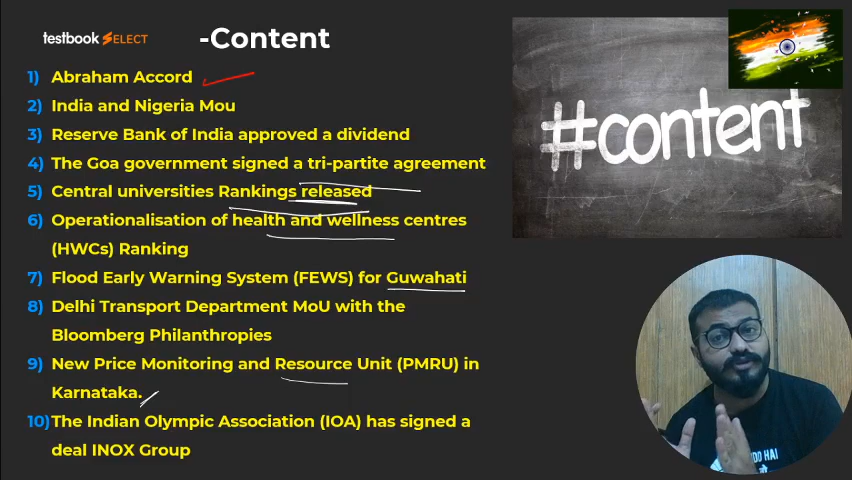 testbook SELECT
-Content
1) Abraham Accord
2) India and Nigeria Mou
3) Reserve Bank of India approved a dividend
4) The Goa government signed a tri-partite agreement
5) Central universities Rankings released
6) Operationalisation of health and wellness centres
(HWCs) Ranking
7) Flood Early Warning System (FEWS) for Guwahati
8) Delhi Transport Department MoU with the
Bloomberg Philanthropies
9) New Price Monitoring and Resource Unit (PMRU) in
Karnataka.
10) The Indian Olympic Association (IOA) has signed a
deal INOX Group
#content